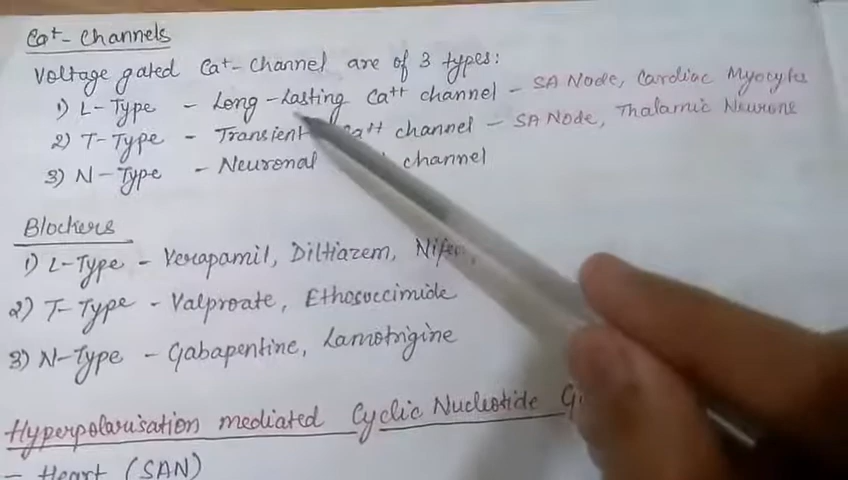 Ca⁺- Channels
Voltage gated Ca⁺- Channel are of 3 types:
1) L-Type - Long-Lasting Ca⁺⁺ channel - SA Node, Cardiac Myocytes
2) T-Type - Transient Ca⁺⁺ channel - SA Node, Thalamic Neurons
3) N-Type - Neuronal channel
Blockers
1) L-Type - Verapamil, Diltiazem,
2) T-Type - Valproate, Ethosuccimide
3) N-Type - Gabapentine, Lamotrigine
Hyperpolarisation mediated Cyclic Nucleotide
- Heart (SAN)